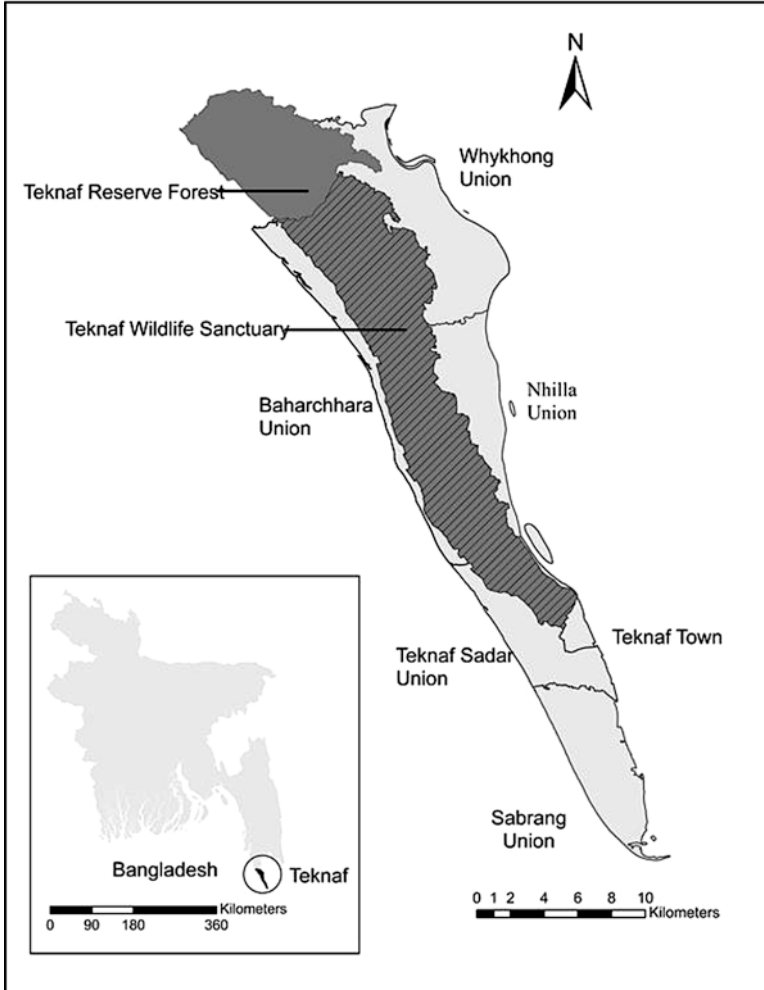 N
Whykhong
Union
Teknaf Reserve Forest
Teknaf Wildlife Sanctuary
Nhilla
Union
Baharchhara
Union
Teknaf Town
Teknaf Sadar
Union
Sabrang
Union
Bangladesh
Teknaf
Kilometers
0 90 180 360
0 1 2 4 6 8 10
Kilometers